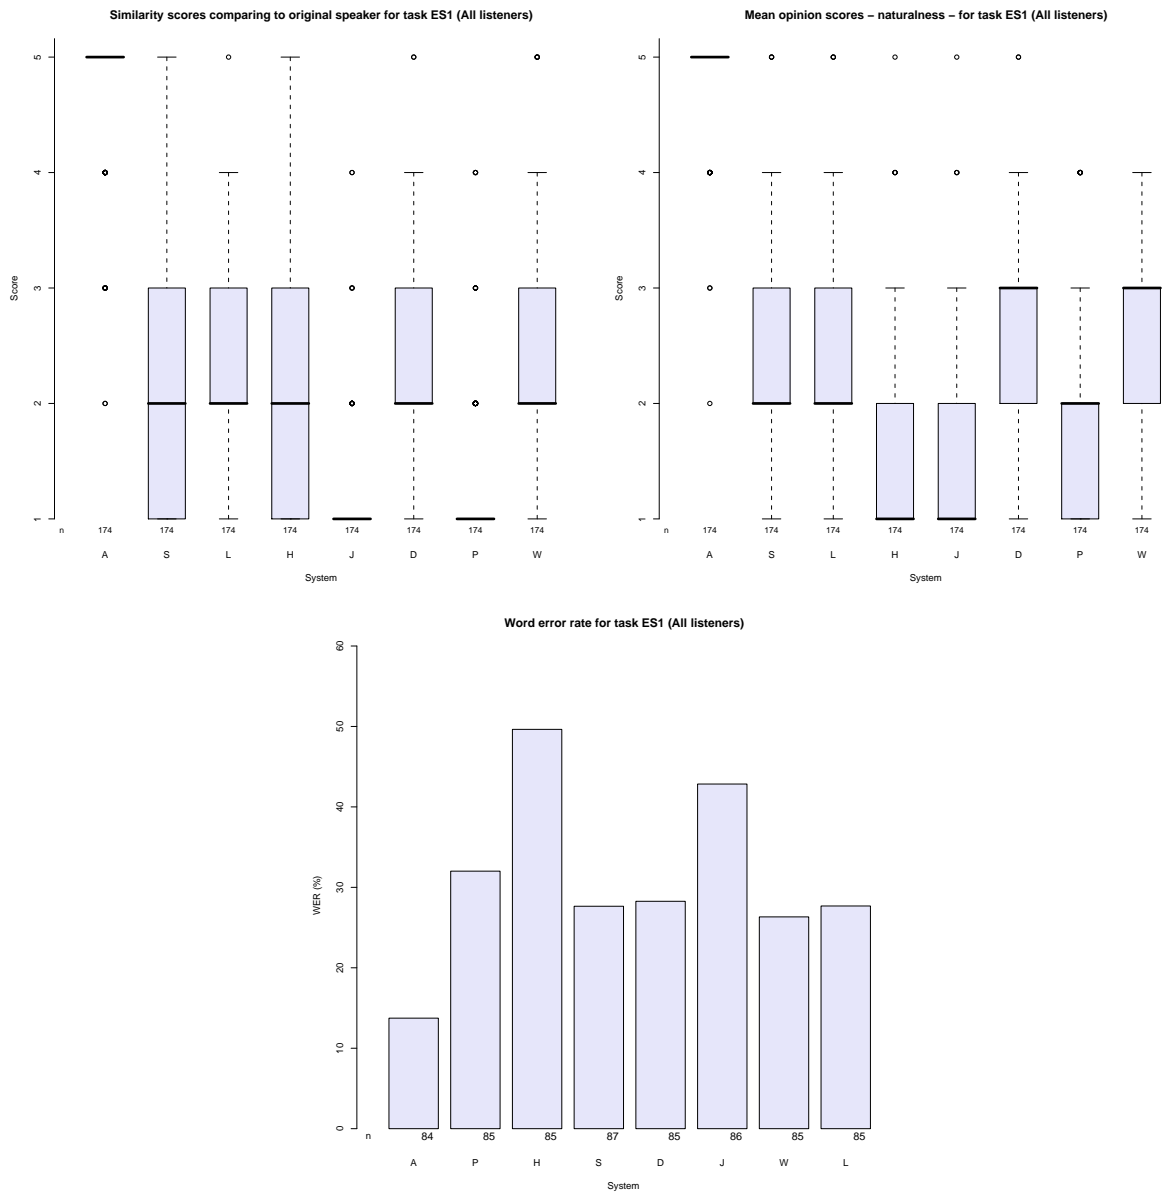 Similarity scores comparing to original speaker for task ES1 (All listeners)
5
4
3
2
1
Score
n 174 174 174 174 174 174 174 174
A S L H J D P W
System
Mean opinion scores − naturalness − for task ES1 (All listeners)
5
4
3
2
1
Score
174 174 174 174 174 174 174 174
A S L H J D P W
System
Word error rate for task ES1 (All listeners)
60
50
40
30
20
10
0
WER (%)
n 84 85 85 87 85 86 85 85
A P H S D J W L
System